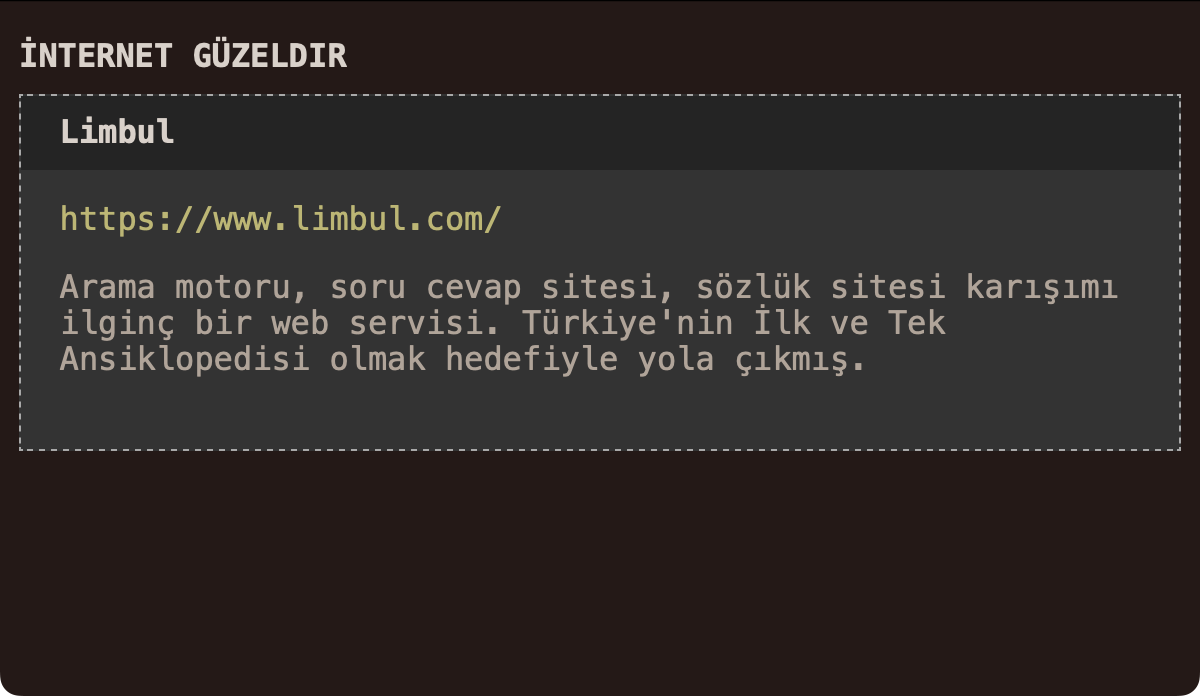 İNTERNET GÜZELDIR
Limbul
https://www.limbul.com/
Arama motoru, soru cevap sitesi, sözlük sitesi karışımı
ilginç bir web servisi. Türkiye'nin İlk ve Tek
Ansiklopedisi olmak hedefiyle yola çıkmış.